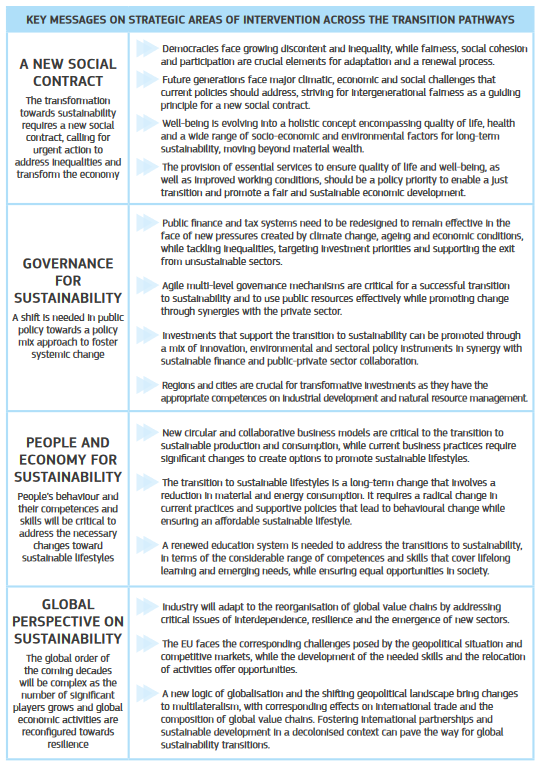 KEY MESSAGES ON STRATEGIC AREAS OF INTERVENTION ACROSS THE TRANSITION PATHWAYS
A NEW SOCIAL
CONTRACT
The transformation
towards sustainability
requires a new social
contract, calling for
urgent action to
address inequalities and
transform the economy
Democracies face growing discontent and inequality, while fairness, social cohesion
and participation are crucial elements for adaptation and a renewal process.
Future generations face major climatic, economic and social challenges that
current policies should address, striving for intergenerational fairness as a guiding
principle for a new social contract.
Well-being is evolving into a holistic concept encompassing quality of life, health
and a wide range of socio-economic and environmental factors for long-term
sustainability, moving beyond material wealth.
The provision of essential services to ensure quality of life and well-being, as
well as improved working conditions, should be a policy priority to enable a just
transition and promote a fair and sustainable economic development.
GOVERNANCE
FOR
SUSTAINABILITY
A shift is needed in public
policy towards a policy
mix approach to foster
systemic change
Public finance and tax systems need to be redesigned to remain effective in the
face of new pressures created by climate change, ageing and economic conditions,
while tackling inequalities, targeting investment priorities and supporting the exit
from unsustainable sectors.
Agile multi-level governance mechanisms are critical for a successful transition
to sustainability and to use public resources effectively while promoting change
through synergies with the private sector.
Investments that support the transition to sustainability can be promoted through
a mix of innovation, environmental and sectoral policy instruments in synergy with
sustainable finance and public-private sector collaboration.
Regions and cities are crucial for transformative investments as they have the
appropriate competences on industrial development and natural resource management.
PEOPLE AND
ECONOMY FOR
SUSTAINABILITY
People's behaviour and
their competences and
skills will be critical to
address the necessary
changes toward
sustainable lifestyles
New circular and collaborative business models are critical to the transition to
sustainable production and consumption, while current business practices require
significant changes to create options to promote sustainable lifestyles.
The transition to sustainable lifestyles is a long-term change that involves a
reduction in material and energy consumption. It requires a radical change in
current practices and supportive policies that lead to behavioural change while
ensuring an affordable sustainable lifestyle.
A renewed education system is needed to address the transitions to sustainability,
in terms of the considerable range of competences and skills that cover lifelong
learning and emerging needs, while ensuring equal opportunities in society.
GLOBAL
PERSPECTIVE ON
SUSTAINABILITY
The global order of
the coming decades
will be complex as the
number of significant
players grows and global
economic activities are
reconfigured towards
resilience
Industry will adapt to the reorganisation of global value chains by addressing
critical issues of interdependence, resilience and the emergence of new sectors.
The EU faces the corresponding challenges posed by the geopolitical situation and
competitive markets, while the development of the needed skills and the relocation
of activities offer opportunities.
A new logic of globalisation and the shifting geopolitical landscape bring changes
to multilateralism, with corresponding effects on international trade and the
composition of global value chains. Fostering international partnerships and
sustainable development in a decolonised context can pave the way for global
sustainability transitions.